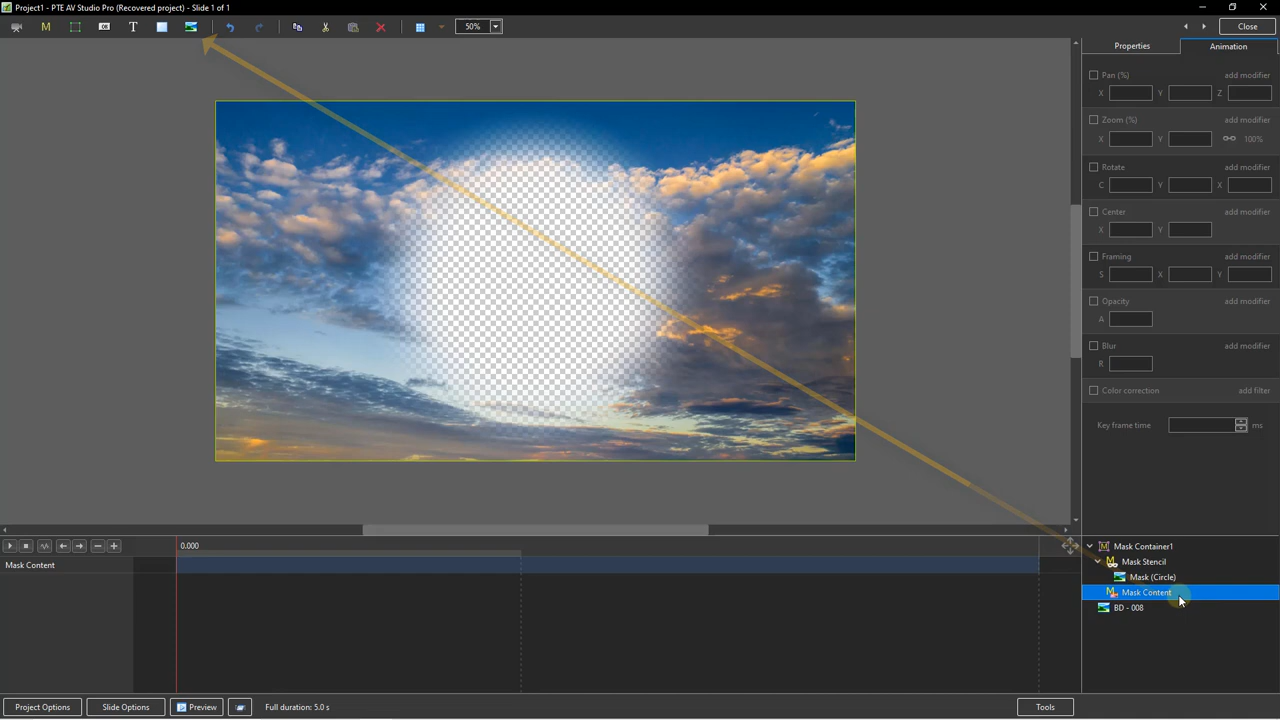 Project1 - PTE AV Studio Pro (Recovered project) - Slide 1 of 1
M OK T 50% Close
Properties Animation
Pan (%) add modifier
X Y Z
Zoom (%) add modifier
X Y 100%
Rotate add modifier
C Y X
Center add modifier
X Y
Framing add modifier
S X Y
Opacity add modifier
A
Blur add modifier
R
Color correction add filter
Key frame time ms
0.000
Mask Content
Mask Container1
Mask Stencil
Mask (Circle)
Mask Content
BD - 008
Project Options Slide Options Preview Full duration: 5.0 s Tools